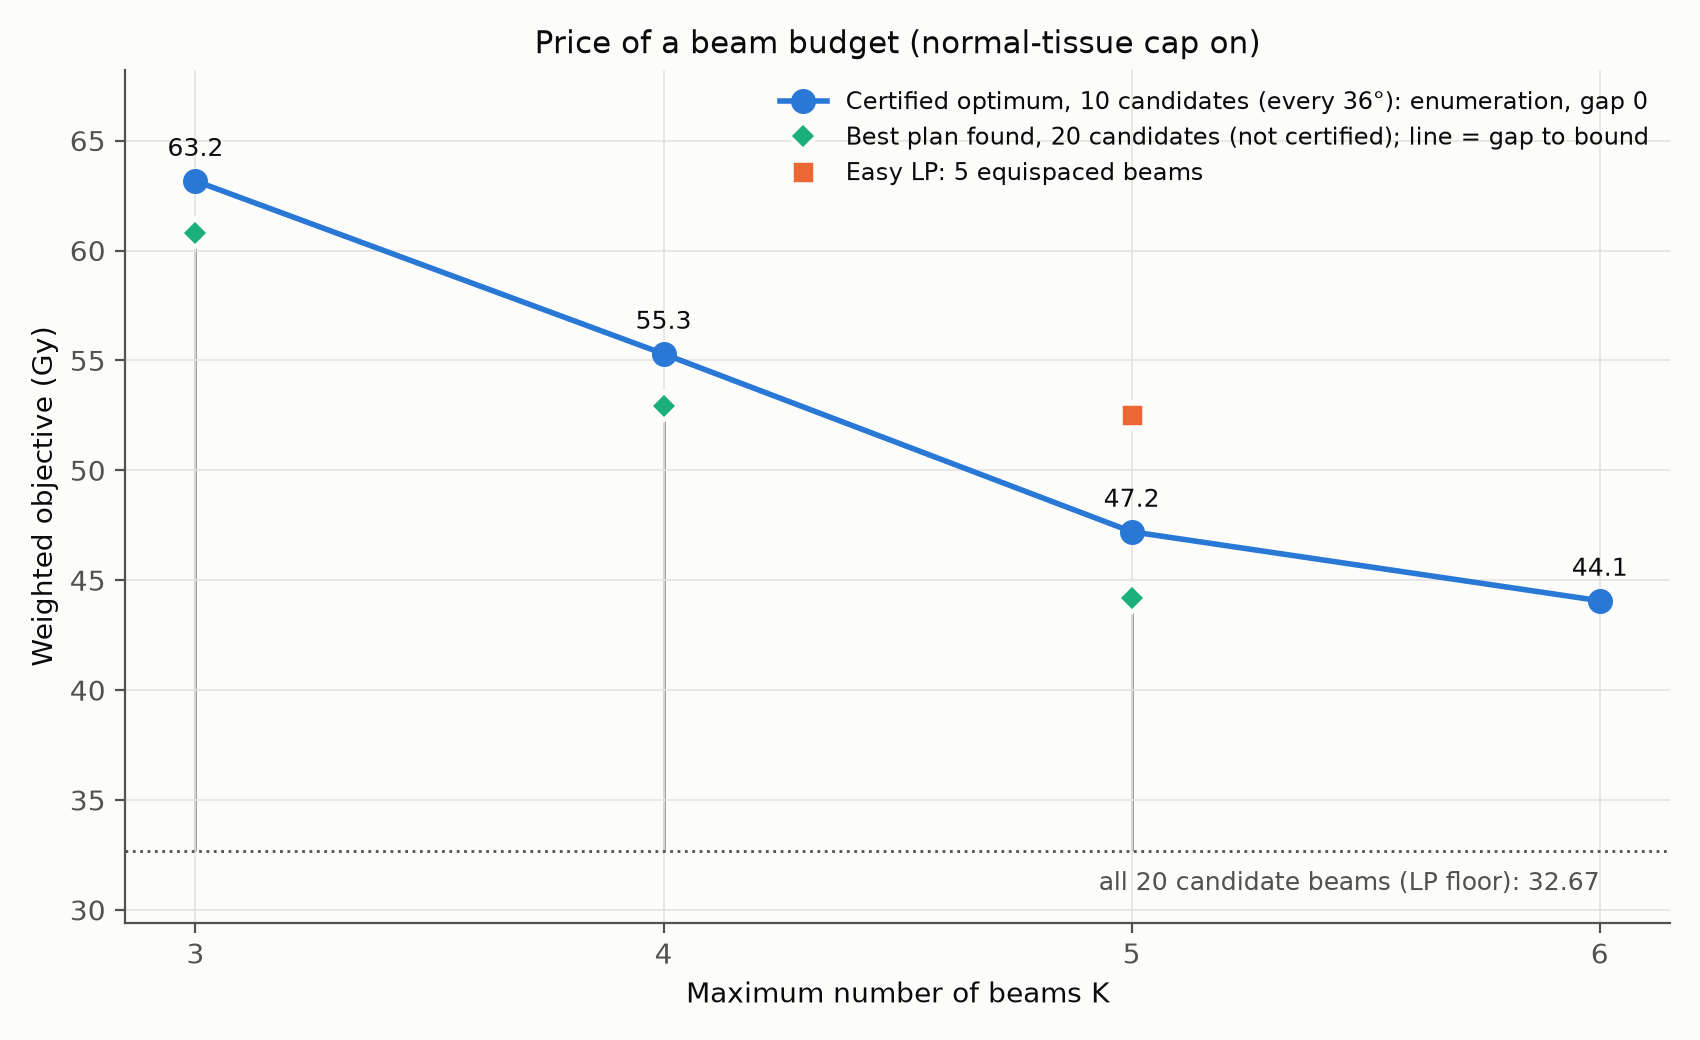 Price of a beam budget (normal-tissue cap on)
Certified optimum, 10 candidates (every 36°): enumeration, gap 0
Best plan found, 20 candidates (not certified); line = gap to bound
Easy LP: 5 equispaced beams
Weighted objective (Gy)
65
60
55
50
45
40
35
30
63.2
55.3
47.2
44.1
all 20 candidate beams (LP floor): 32.67
3
4
5
6
Maximum number of beams K